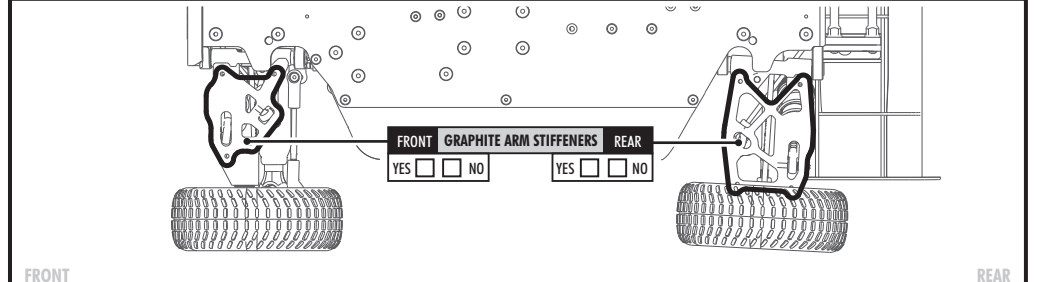 FRONT GRAPHITE ARM STIFFENERS REAR
YES NO YES NO
FRONT REAR